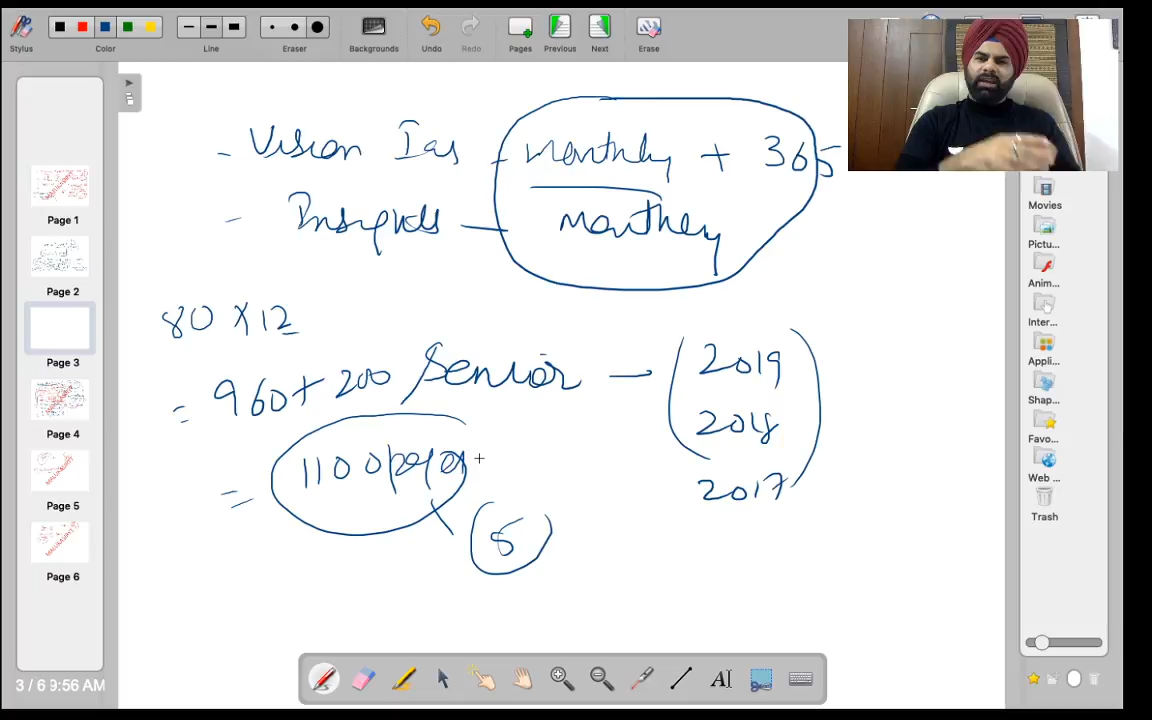 Stylus
Color
Line
Eraser
Backgrounds
Undo
Redo
Pages
Previous
Next
Erase
- Vision Ias - monthly + 365
- Insights - monthly
80 X 12
= 960 + 200 Senior - 2019
2018
2017
= 1100 pages
Page 1
Page 2
Page 3
Page 4
Page 5
Page 6
3 / 6 9:56 AM
Movies
Pictu...
Anim...
Inter...
Appli...
Shap...
Favo...
Web ...
Trash